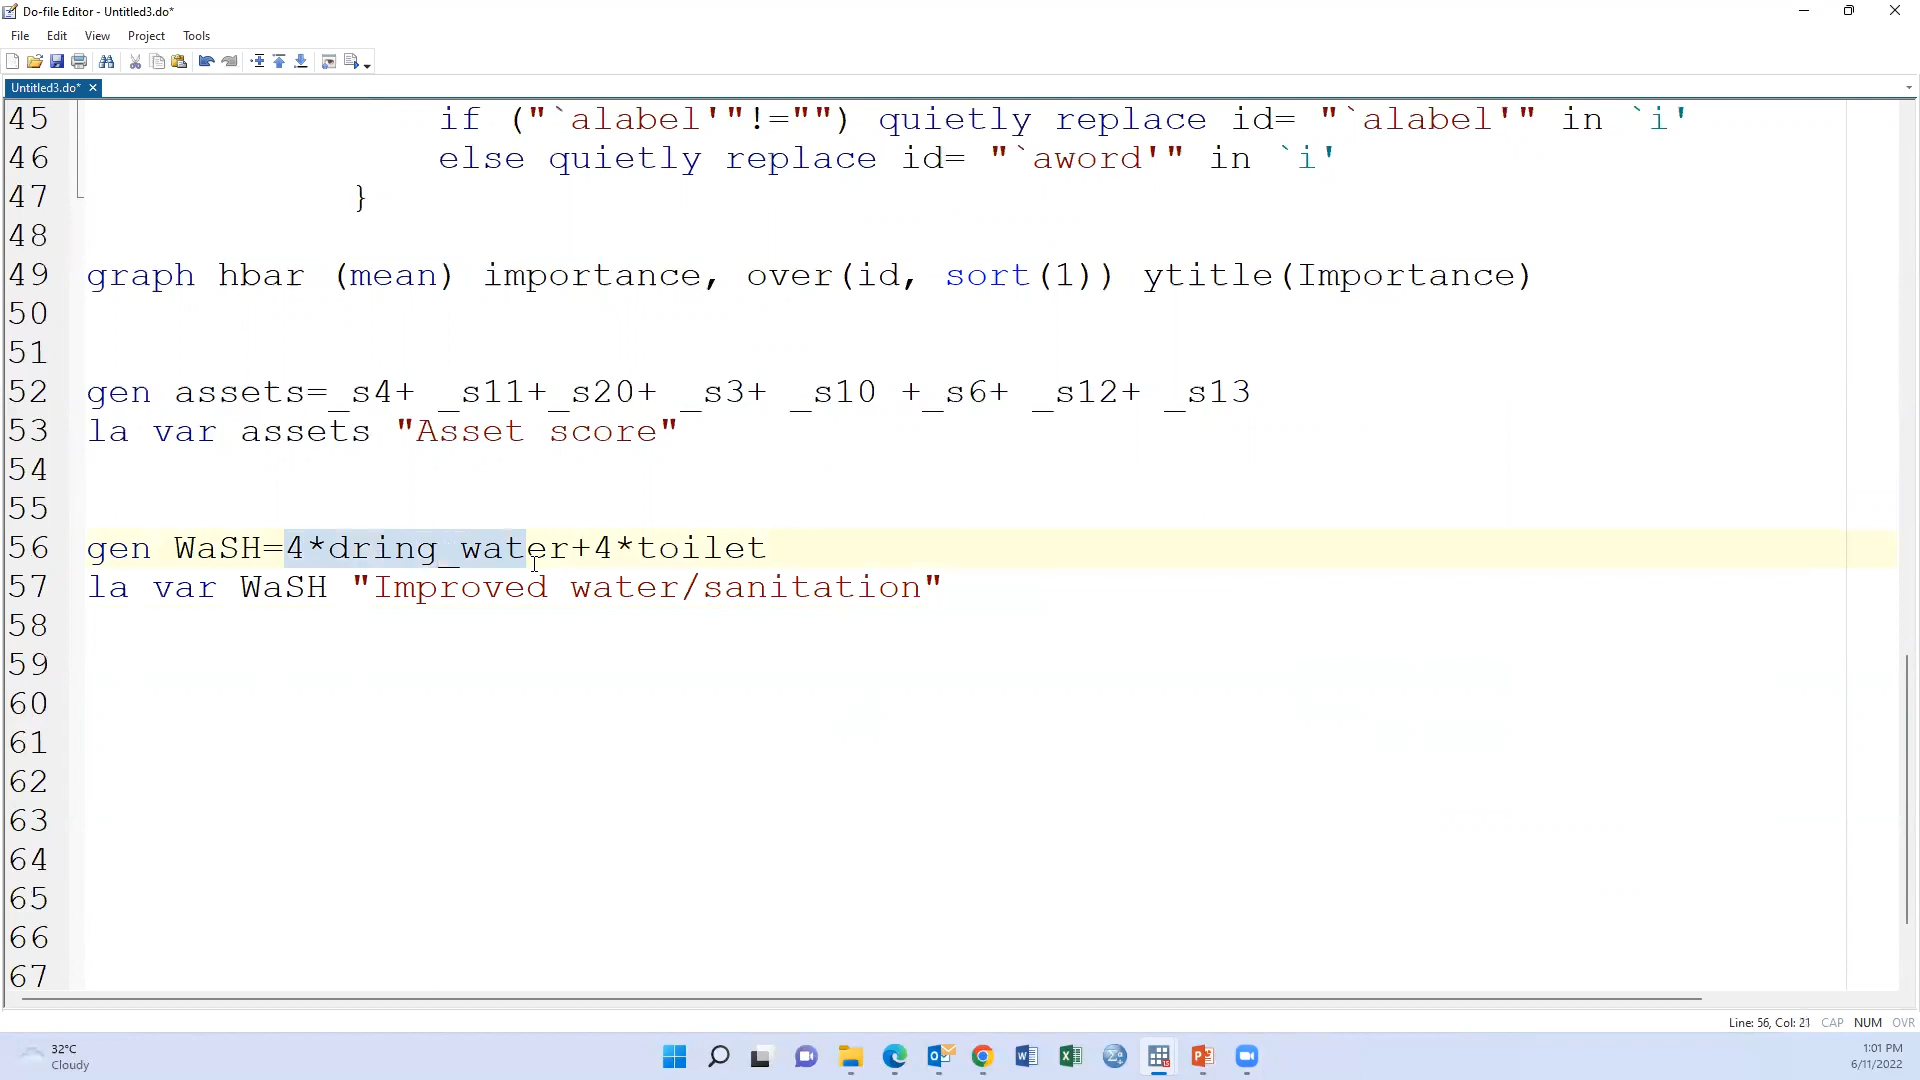 Do-file Editor - Untitled3.do*
File Edit View Project Tools
Untitled3.do* ×
45 if ("`alabel'"!="") quietly replace id= "`alabel'" in `i'
46 else quietly replace id= "`aword'" in `i'
47 }
48
49 graph hbar (mean) importance, over(id, sort(1)) ytitle(Importance)
50
51
52 gen assets=_s4+ _s11+_s20+ _s3+ _s10 +_s6+ _s12+ _s13
53 la var assets "Asset score"
54
55
56 gen WaSH=4*dring_water+4*toilet
57 la var WaSH "Improved water/sanitation"
58
59
60
61
62
63
64
65
66
67
Line: 56, Col: 21 CAP NUM OVR
32°C
Cloudy
1:01 PM
6/11/2022